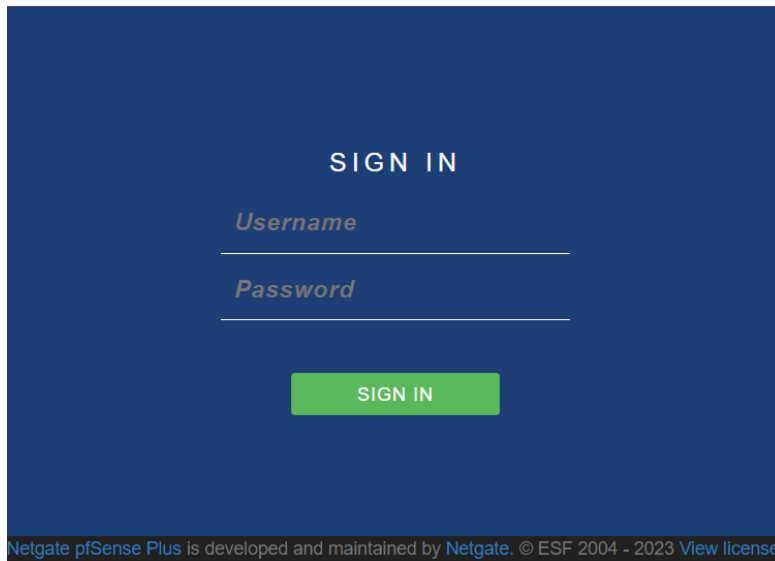 SIGN IN
Username
Password
SIGN IN
Netgate pfSense Plus is developed and maintained by Netgate. © ESF 2004 - 2023 View license